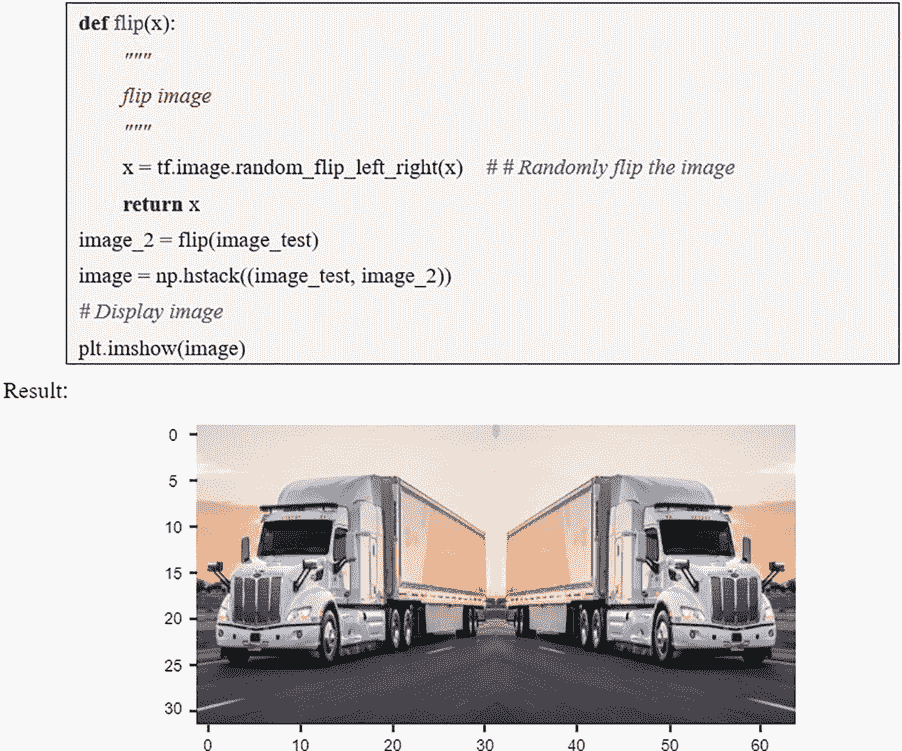 def flip(x):
"""
flip image
"""
x = tf.image.random_flip_left_right(x) # # Randomly flip the image
return x
image_2 = flip(image_test)
image = np.hstack((image_test, image_2))
# Display image
plt.imshow(image)
Result:
0
5
10
15
20
25
30
0 10 20 30 40 50 60